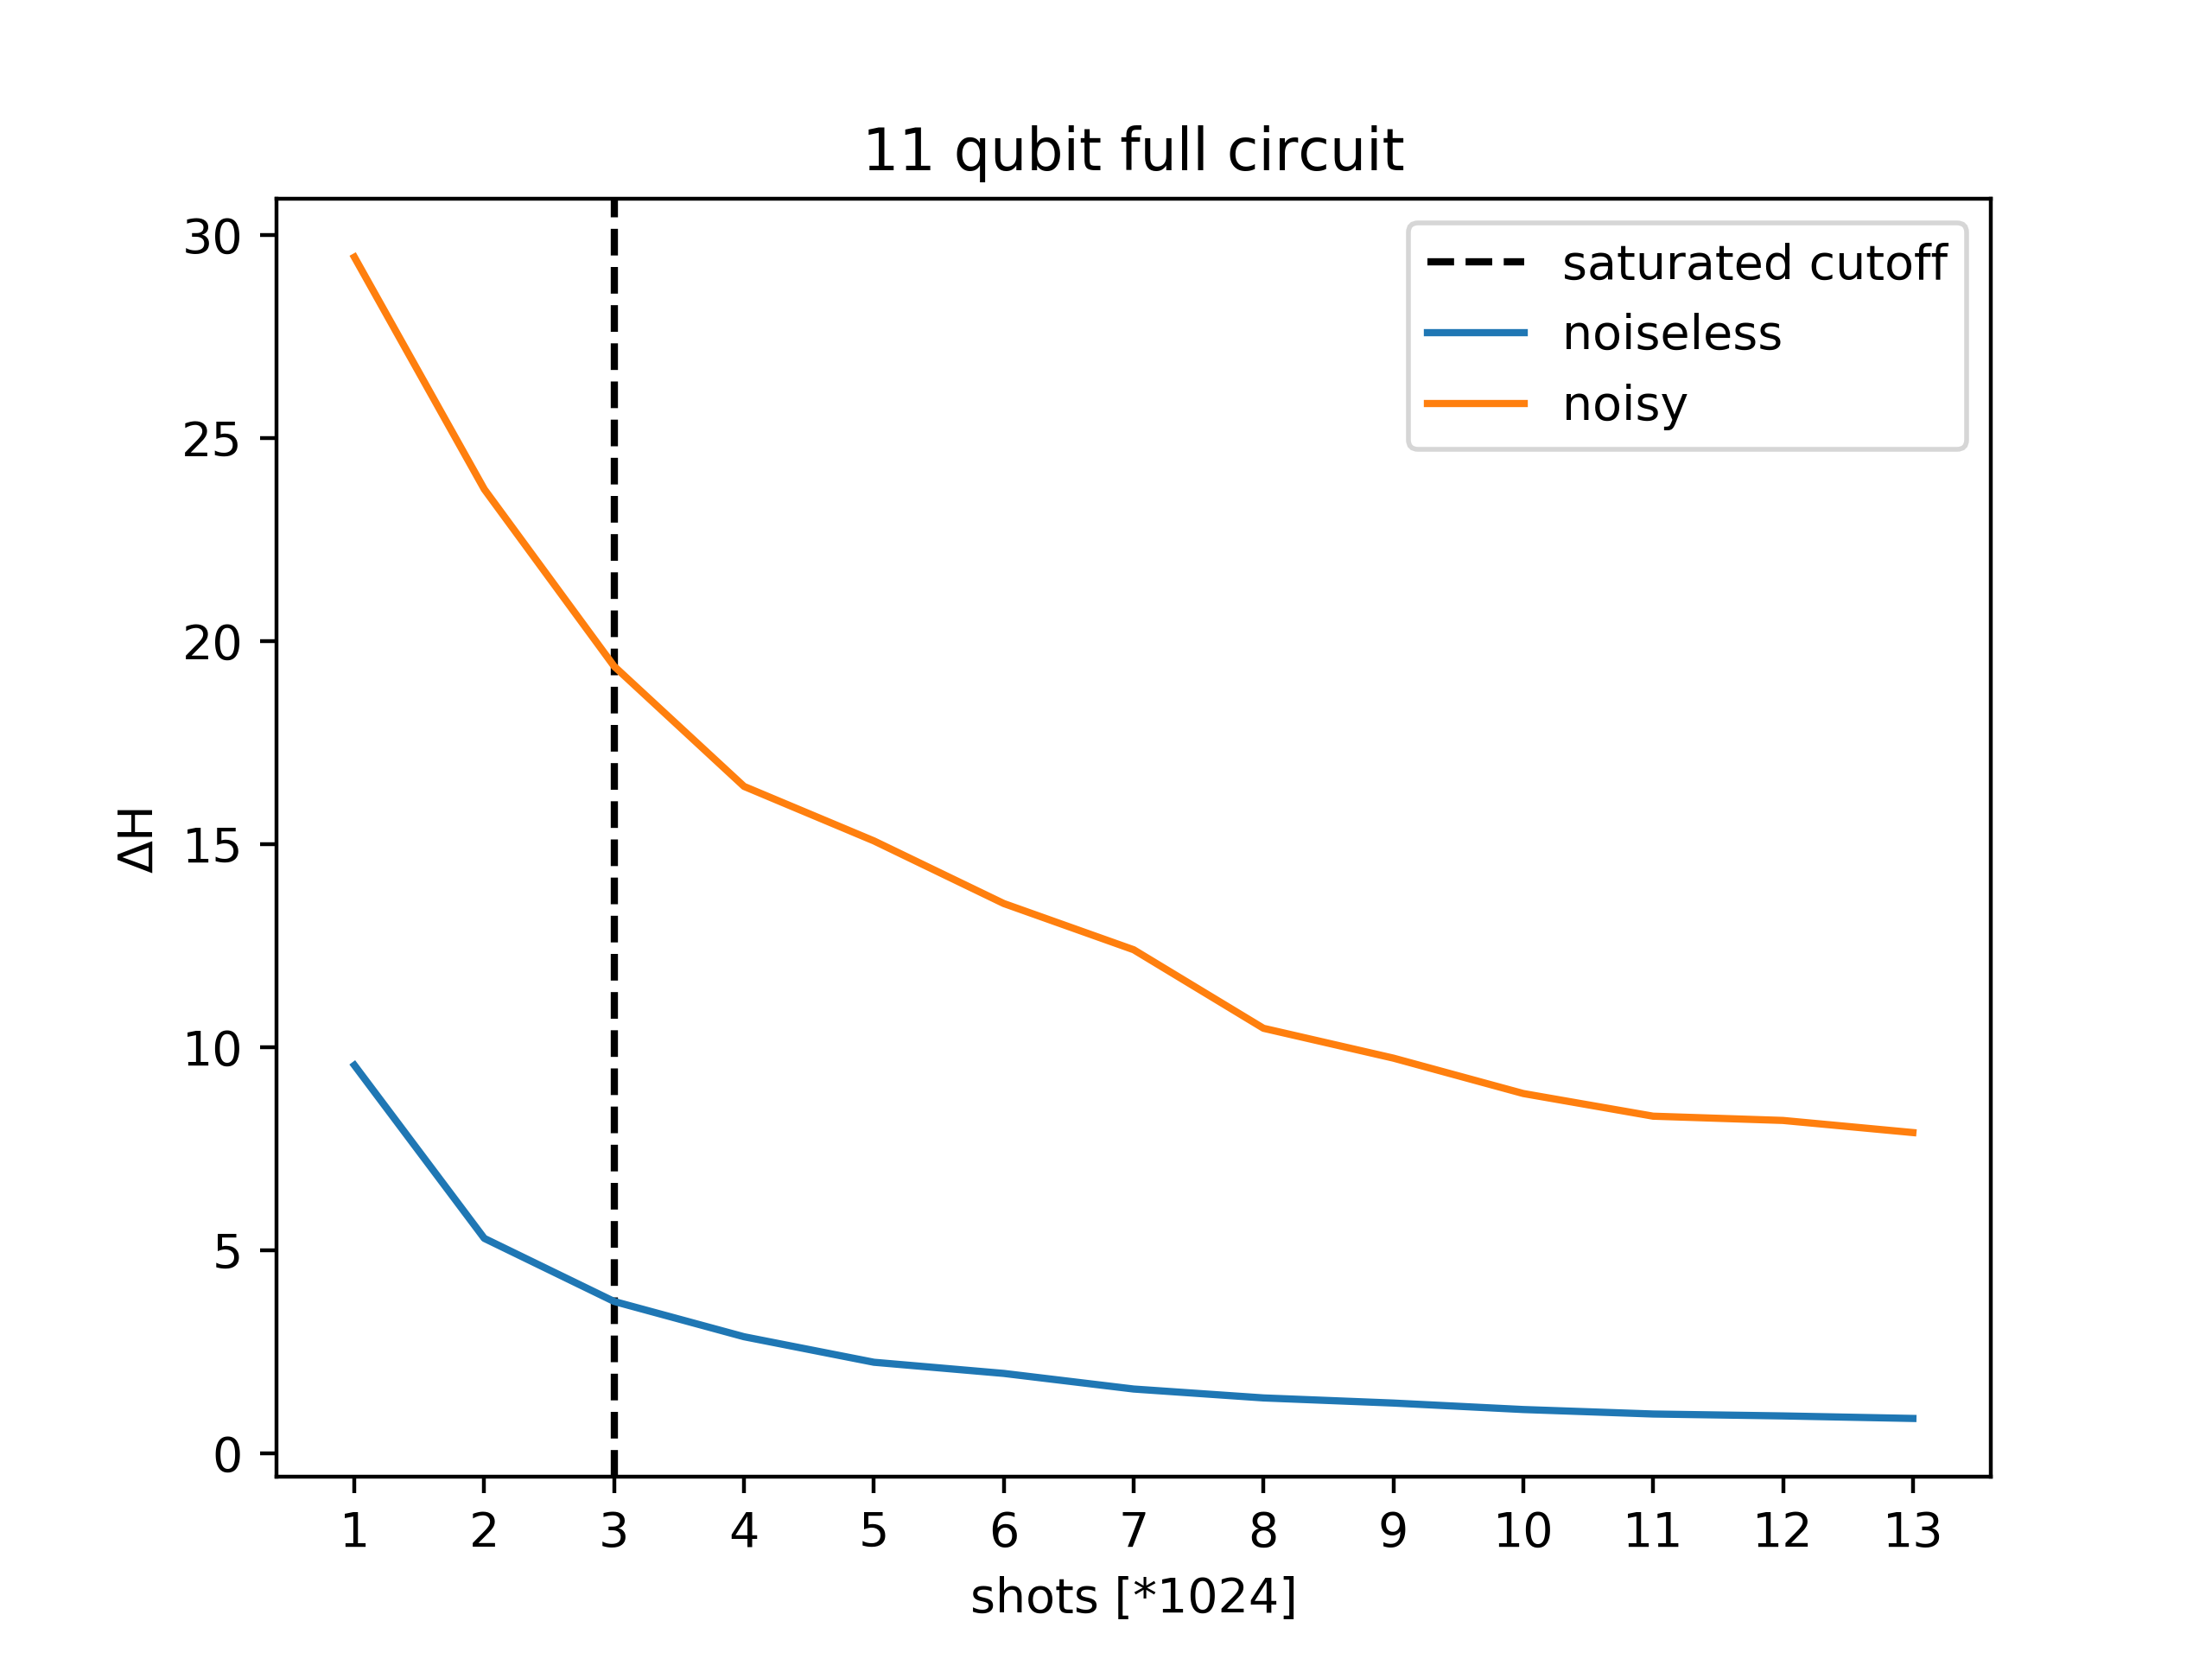 11 qubit full circuit
saturated cutoff
noiseless
noisy
ΔH
30
25
20
15
10
5
0
1 2 3 4 5 6 7 8 9 10 11 12 13
shots [*1024]